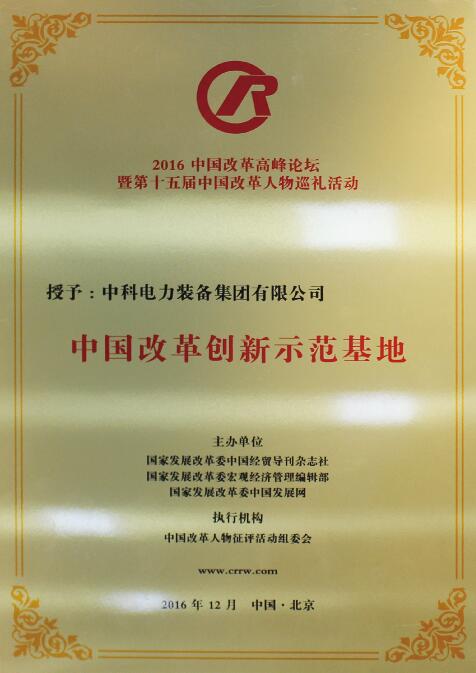 2016 中国改革高峰论坛
暨第十五届中国改革人物巡礼活动
授予：中科电力装备集团有限公司
中国改革创新示范基地
主办单位
国家发展改革委中国经贸导刊杂志社
国家发展改革委宏观经济管理编辑部
国家发展改革委中国发展网
执行机构
中国改革人物征评活动组委会
www.crrw.com
2016 年 12 月 中国·北京